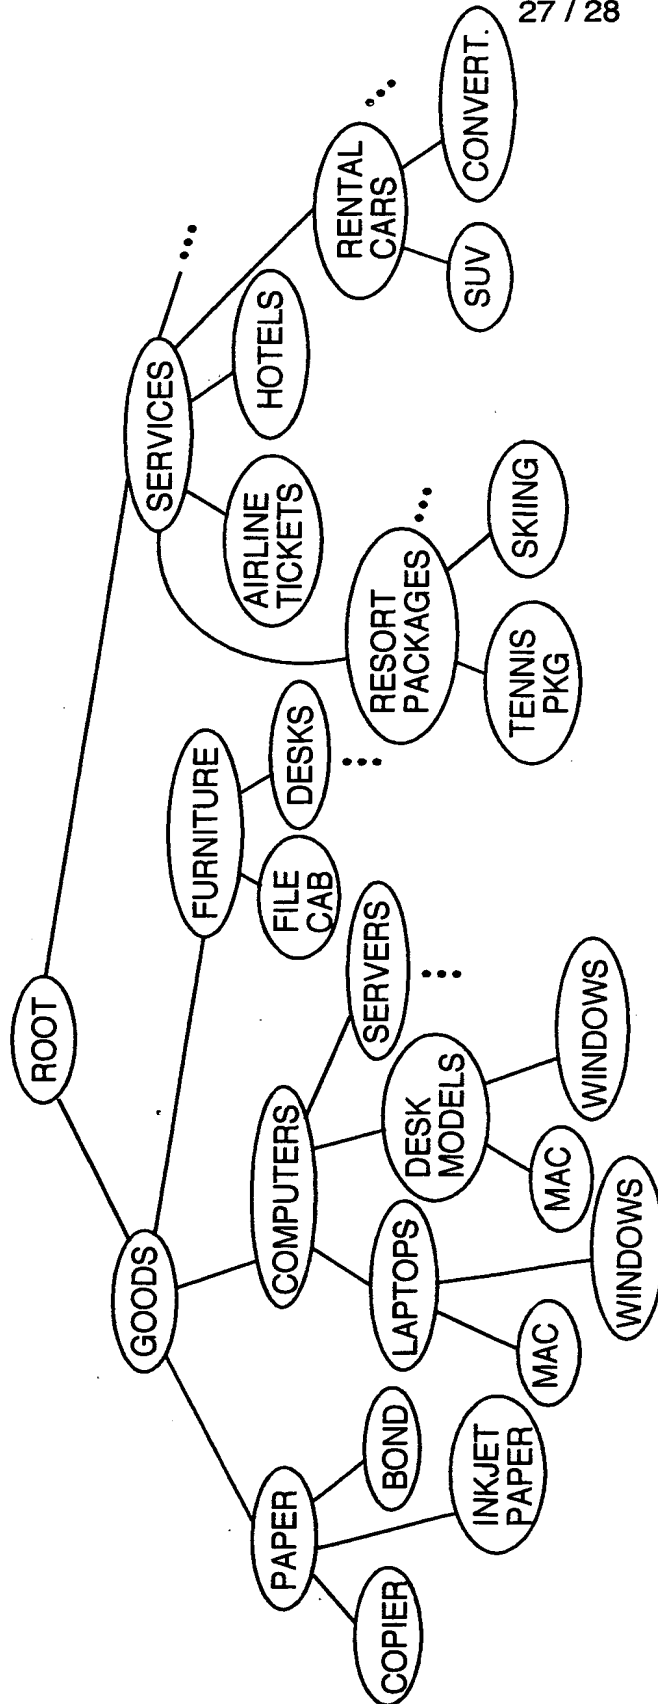 27 / 28
ROOT
GOODS
SERVICES
PAPER
COMPUTERS
FURNITURE
AIRLINE
TICKETS
HOTELS
RENTAL
CARS
COPIER
INKJET
PAPER
BOND
LAPTOPS
DESK
MODELS
SERVERS
FILE
CAB
DESKS
RESORT
PACKAGES
SUV
CONVERT.
MAC
WINDOWS
MAC
WINDOWS
TENNIS
PKG
SKIING